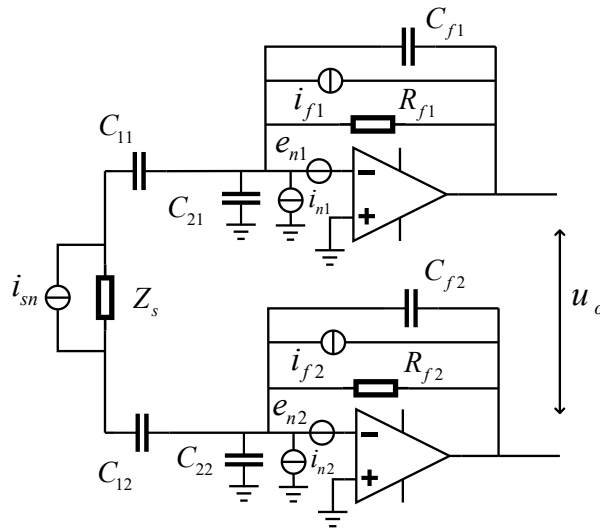 C_{f1}
i_{f1}
R_{f1}
C_{11}
e_{n1}
C_{21}
i_{n1}
-
+
i_{sn}
Z_s
C_{f2}
u_o
i_{f2}
R_{f2}
e_{n2}
C_{12}
C_{22}
i_{n2}
-
+